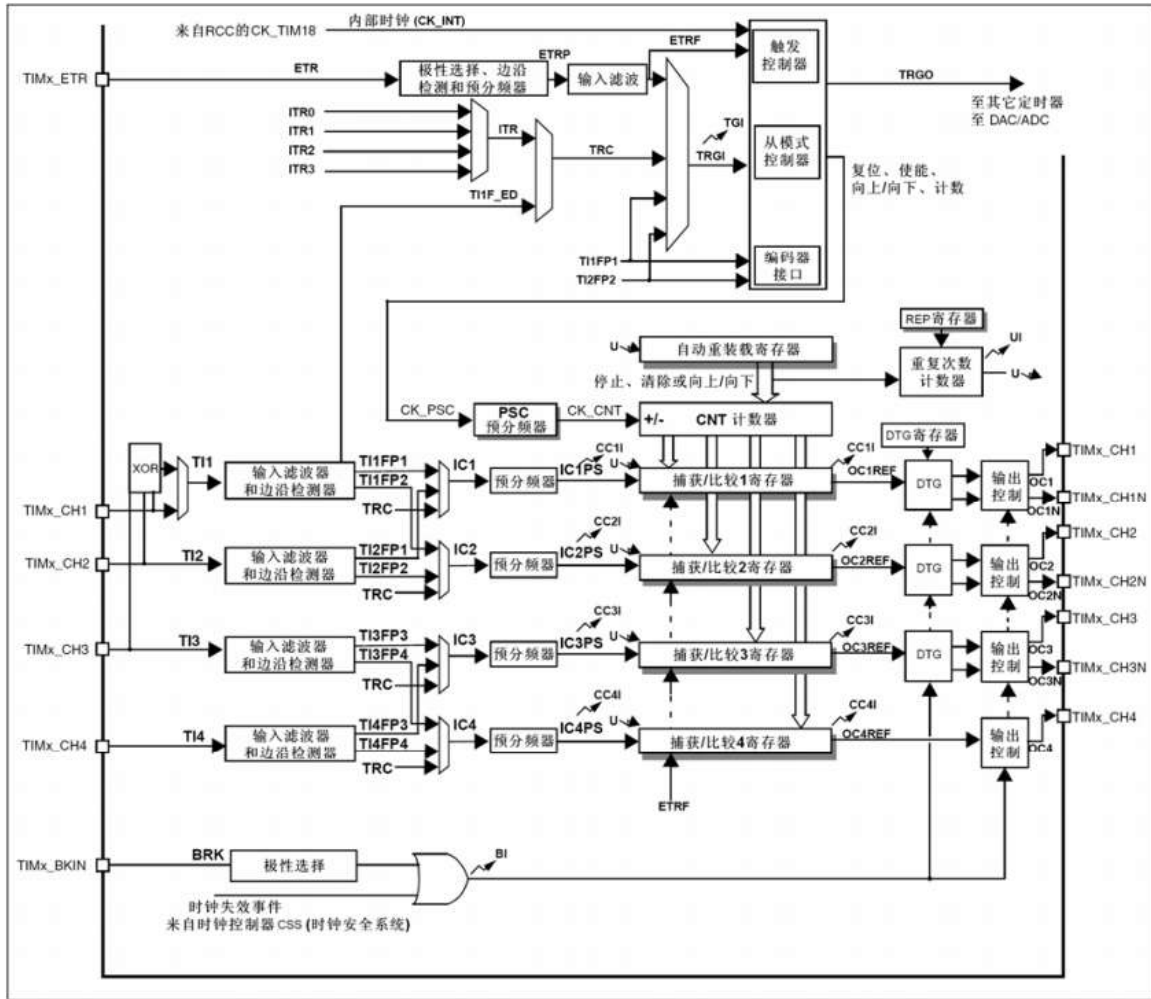 内部时钟 (CK_INT)
来自RCC的CK_TIM18
TIMx_ETR
ETR
极性选择、边沿
检测和预分频器
ETRP
输入滤波
ETRF
触发
控制器
TRGO
至其它定时器
至 DAC/ADC
ITR0
ITR1
ITR2
ITR3
ITR
TRC
TI1F_ED
TGI
TRGI
从模式
控制器
复位、使能、
向上/向下、计数
TI1FP1
TI2FP2
编码器
接口
REP寄存器
U
自动重装载寄存器
重复次数
计数器
UI
U
停止、清除或向上/向下
CK_PSC
PSC
预分频器
CK_CNT
+/-
CNT 计数器
DTG寄存器
XOR
TI1
输入滤波器
和边沿检测器
TI1FP1
TI1FP2
TRC
IC1
预分频器
IC1PS
CC1I
U
捕获/比较1寄存器
CC1I
OC1REF
DTG
输出
控制
OC1
OC1N
TIMx_CH1
TIMx_CH1N
TIMx_CH1
TIMx_CH2
TI2
输入滤波器
和边沿检测器
TI2FP1
TI2FP2
TRC
IC2
预分频器
CC2I
IC2PS
U
捕获/比较2寄存器
CC2I
OC2REF
DTG
输出
控制
OC2
OC2N
TIMx_CH2
TIMx_CH2N
TIMx_CH3
TI3
输入滤波器
和边沿检测器
TI3FP3
TI3FP4
TRC
IC3
预分频器
CC3I
IC3PS
U
捕获/比较3寄存器
CC3I
OC3REF
DTG
输出
控制
OC3
OC3N
TIMx_CH3
TIMx_CH3N
TIMx_CH4
TI4
输入滤波器
和边沿检测器
TI4FP3
TI4FP4
TRC
IC4
预分频器
CC4I
IC4PS
U
捕获/比较4寄存器
CC4I
OC4REF
输出
控制
OC4
TIMx_CH4
ETRF
TIMx_BKIN
BRK
极性选择
BI
时钟失效事件
来自时钟控制器 CSS (时钟安全系统)